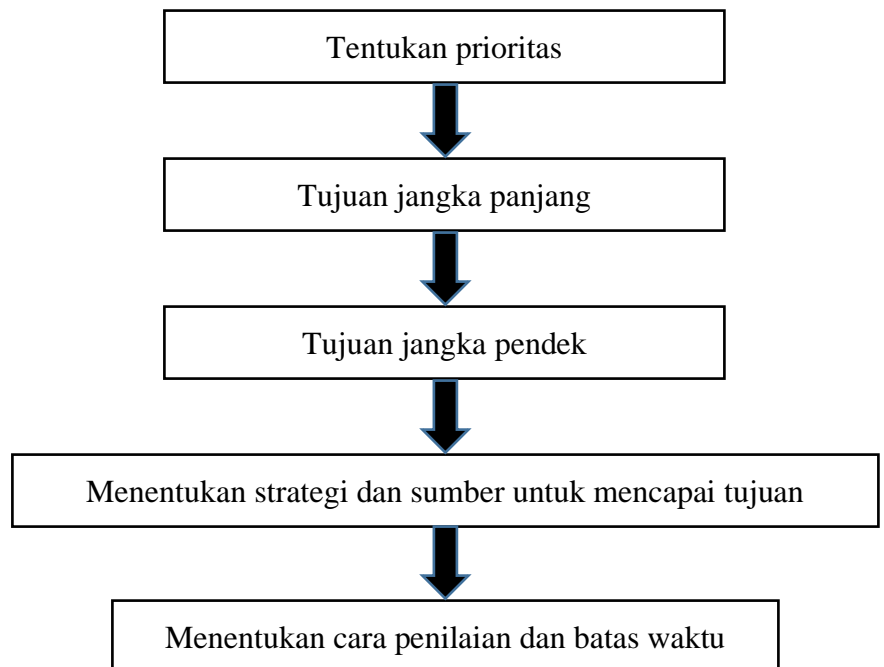 Tentukan prioritas
Tujuan jangka panjang
Tujuan jangka pendek
Menentukan strategi dan sumber untuk mencapai tujuan
Menentukan cara penilaian dan batas waktu